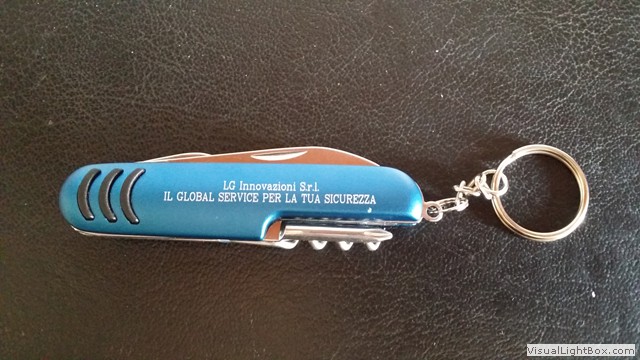 LG Innovazioni S.r.l.
IL GLOBAL SERVICE PER LA TUA SICUREZZA
VisualLightBox.com